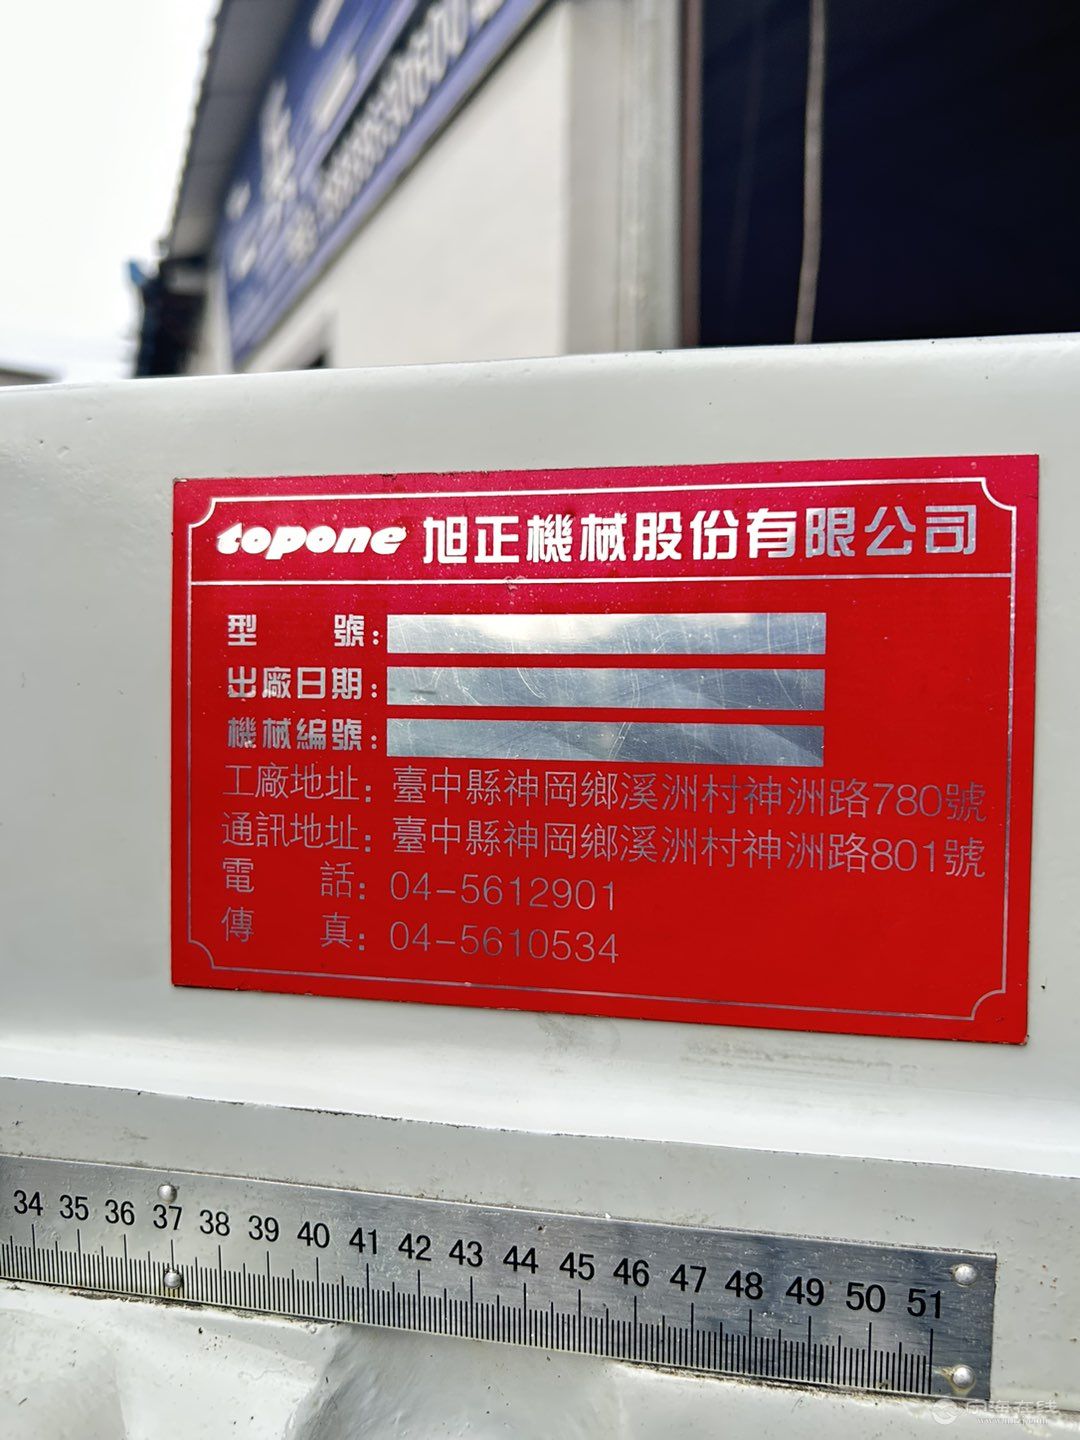 topone 旭正機械股份有限公司
型 號:
出廠日期:
機械編號:
工廠地址: 臺中縣神岡鄉溪洲村神洲路780號
通訊地址: 臺中縣神岡鄉溪洲村神洲路801號
電 話: 04-5612901
傳 真: 04-5610534
34 35 36 37 38 39 40 41 42 43 44 45 46 47 48 49 50 51